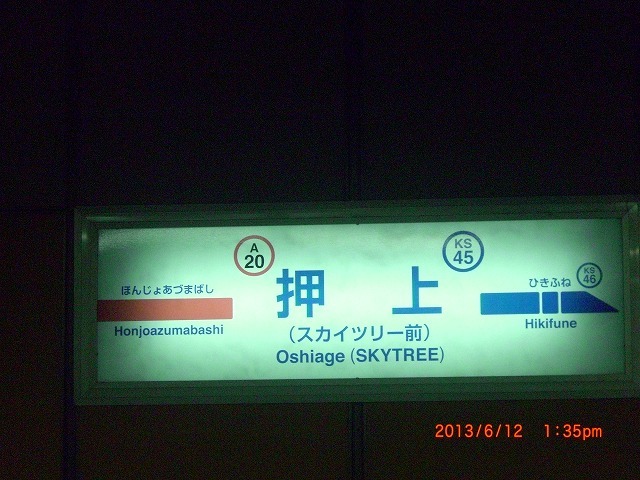 A
20
KS
45
ほんじょあづまばし
押上
ひきふね
KS
46
(スカイツリー前)
Honjoazumabashi
Hikifune
Oshiage (SKYTREE)
2013/6/12 1:35pm